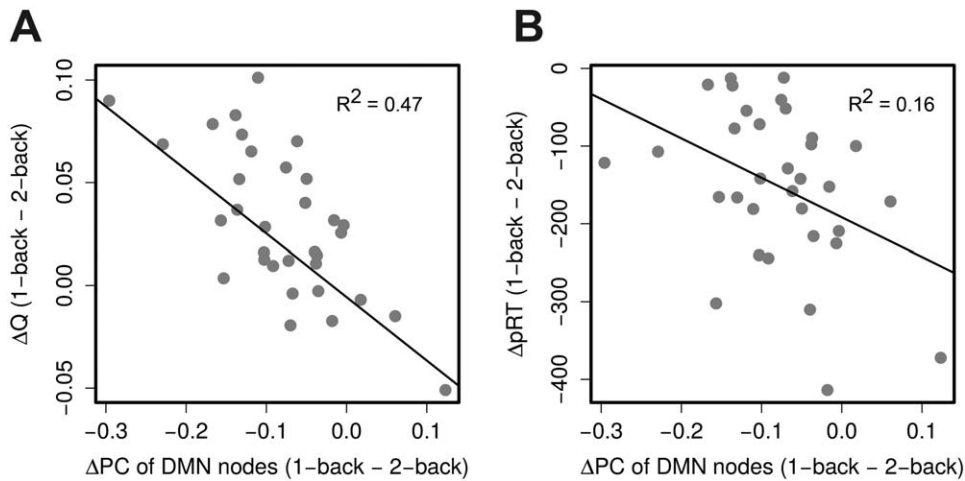 A
B
R² = 0.47
R² = 0.16
ΔQ (1−back − 2−back)
0.10
0.05
0.00
−0.05
−0.3
−0.2
−0.1
0.0
0.1
ΔPC of DMN nodes (1−back − 2−back)
ΔpRT (1−back − 2−back)
0
−100
−200
−300
−400
−0.3
−0.2
−0.1
0.0
0.1
ΔPC of DMN nodes (1−back − 2−back)